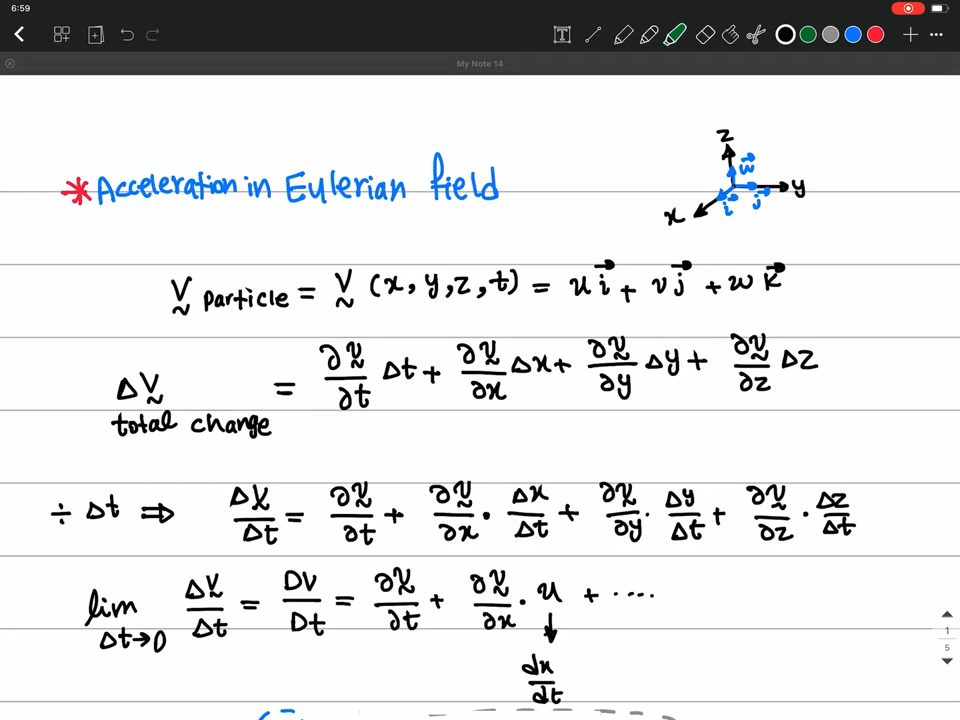 6:59
My Note 14
z
w⃗
y
x
i⃗
j⃗
* Acceleration in Eulerian field
V̰ Particle = V̰ (x, y, z, t) = u i⃗ + v j⃗ + w k⃗
ΔV̰ total change = ∂V̰/∂t Δt + ∂V̰/∂x Δx + ∂V̰/∂y Δy + ∂V̰/∂z Δz
÷ Δt ⇒ ΔV̰/Δt = ∂V̰/∂t + ∂V̰/∂x · Δx/Δt + ∂V̰/∂y · Δy/Δt + ∂V̰/∂z · Δz/Δt
lim Δt→0 ΔV̰/Δt = DV/Dt = ∂V̰/∂t + ∂V̰/∂x · u + ····
↓
dx/dt
1
5